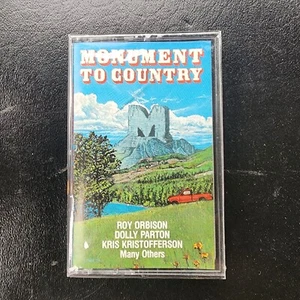 MONUMENT
TO COUNTRY
M
ROY ORBISON
DOLLY PARTON
KRIS KRISTOFFERSON
Many Others